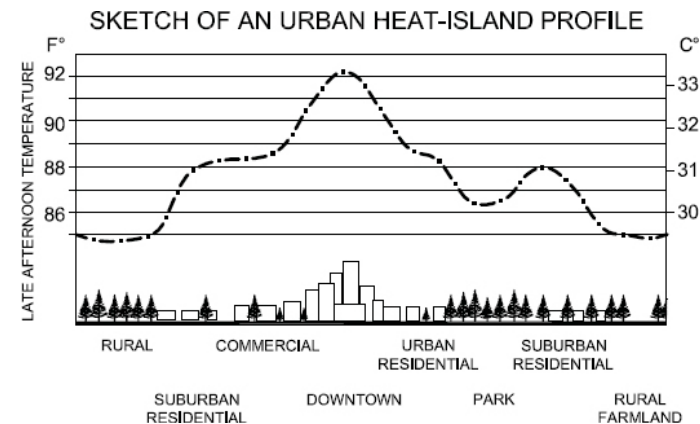 SKETCH OF AN URBAN HEAT-ISLAND PROFILE
F° C°
LATE AFTERNOON TEMPERATURE
92
90
88
86
33
32
31
30
RURAL COMMERCIAL URBAN RESIDENTIAL SUBURBAN RESIDENTIAL
SUBURBAN RESIDENTIAL DOWNTOWN PARK RURAL FARMLAND